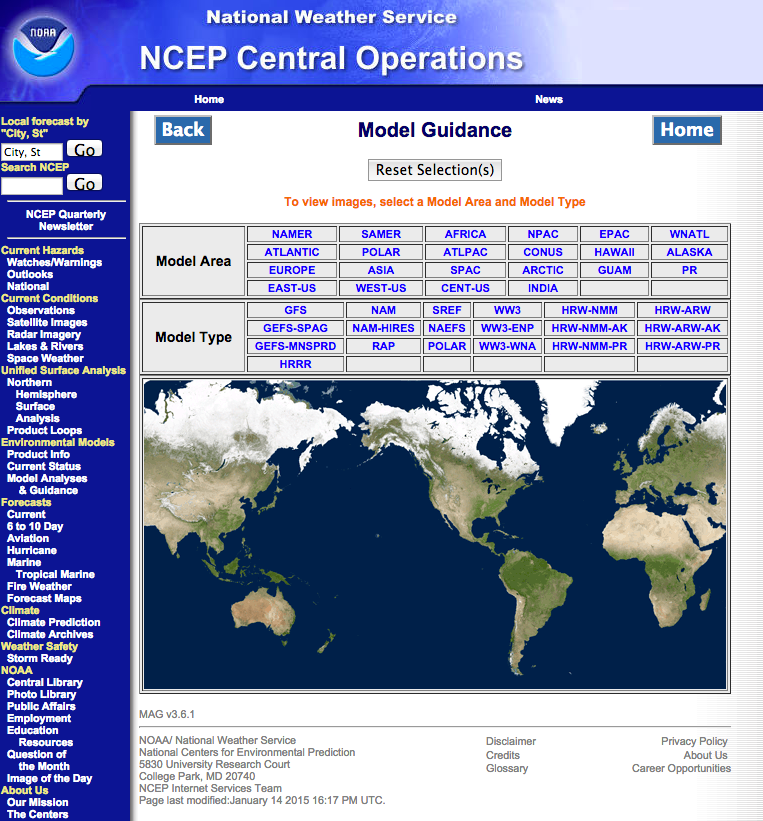 NOAA
National Weather Service
NCEP Central Operations
Home News
Local forecast by
"City, St"
City, St Go
Search NCEP
Go
NCEP Quarterly
Newsletter
Current Hazards
Watches/Warnings
Outlooks
National
Current Conditions
Observations
Satellite Images
Radar Imagery
Lakes & Rivers
Space Weather
Unified Surface Analysis
Northern
Hemisphere
Surface
Analysis
Product Loops
Environmental Models
Product Info
Current Status
Model Analyses
& Guidance
Forecasts
Current
6 to 10 Day
Aviation
Hurricane
Marine
Tropical Marine
Fire Weather
Forecast Maps
Climate
Climate Prediction
Climate Archives
Weather Safety
Storm Ready
NOAA
Central Library
Photo Library
Public Affairs
Employment
Education
Resources
Question of
the Month
Image of the Day
About Us
Our Mission
The Centers
Back Model Guidance Home
Reset Selection(s)
To view images, select a Model Area and Model Type
Model Area
NAMER SAMER AFRICA NPAC EPAC WNATL
ATLANTIC POLAR ATLPAC CONUS HAWAII ALASKA
EUROPE ASIA SPAC ARCTIC GUAM PR
EAST-US WEST-US CENT-US INDIA
Model Type
GFS NAM SREF WW3 HRW-NMM HRW-ARW
GEFS-SPAG NAM-HIRES NAEFS WW3-ENP HRW-NMM-AK HRW-ARW-AK
GEFS-MNSPRD RAP POLAR WW3-WNA HRW-NMM-PR HRW-ARW-PR
HRRR
MAG v3.6.1
NOAA/ National Weather Service
National Centers for Environmental Prediction
5830 University Research Court
College Park, MD 20740
NCEP Internet Services Team
Page last modified:January 14 2015 16:17 PM UTC.
Disclaimer
Credits
Glossary
Privacy Policy
About Us
Career Opportunities